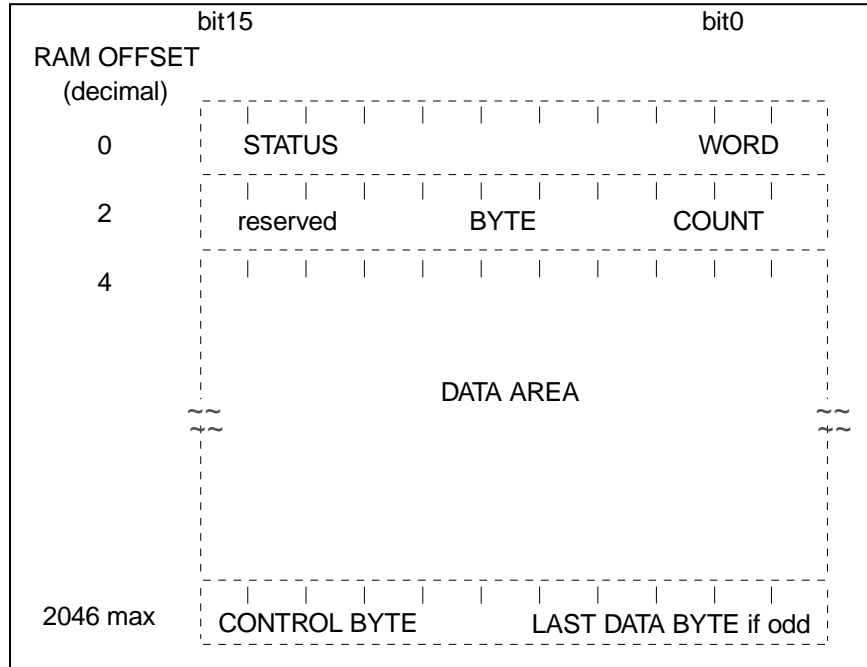 bit15 bit0
RAM OFFSET
(decimal)
0 STATUS WORD
2 reserved BYTE COUNT
4
DATA AREA
2046 max CONTROL BYTE LAST DATA BYTE if odd